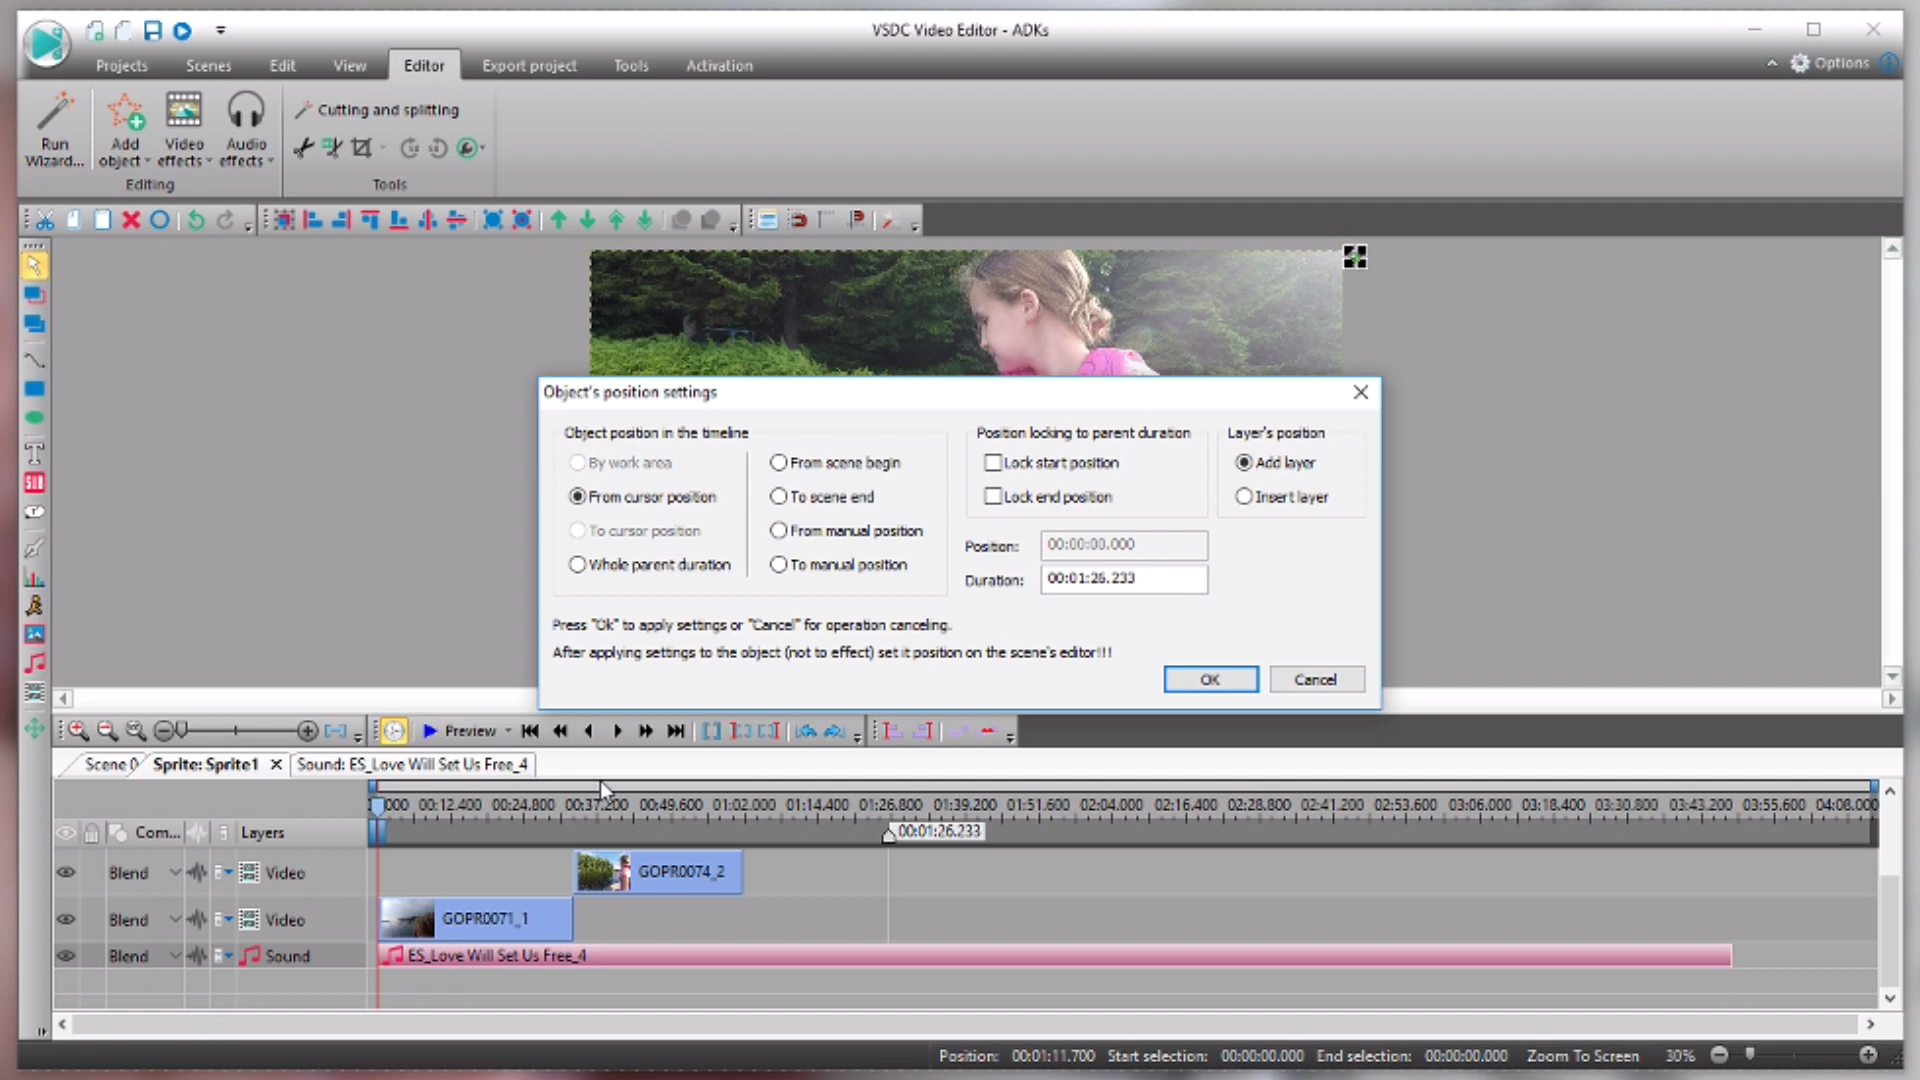 VSDC Video Editor - ADKs
Projects Scenes Edit View Editor Export project Tools Activation Options
Run Wizard...
Add object
Video effects
Audio effects
Editing
Cutting and splitting
Tools
Object's position settings
Object position in the timeline
By work area
From cursor position
To cursor position
Whole parent duration
From scene begin
To scene end
From manual position
To manual position
Position locking to parent duration
Lock start position
Lock end position
Layer's position
Add layer
Insert layer
Position: 00:00:00.000
Duration: 00:01:26.233
Press "Ok" to apply settings or "Cancel" for operation canceling.
After applying settings to the object (not to effect) set it position on the scene's editor!!!
OK Cancel
SUB
T
Preview
Scene 0 Sprite: Sprite1 Sound: ES_Love Will Set Us Free_4
000 00:12.400 00:24.800 00:37.200 00:49.600 01:02.000 01:14.400 01:26.800 01:39.200 01:51.600 02:04.000 02:16.400 02:28.800 02:41.200 02:53.600 03:06.000 03:18.400 03:30.800 03:43.200 03:55.600 04:08.000
Com... Layers
00:01:26.233
Blend Video GOPR0074_2
Blend Video GOPR0071_1
Blend Sound ES_Love Will Set Us Free_4
Position: 00:01:11.700 Start selection: 00:00:00.000 End selection: 00:00:00.000 Zoom To Screen 30%